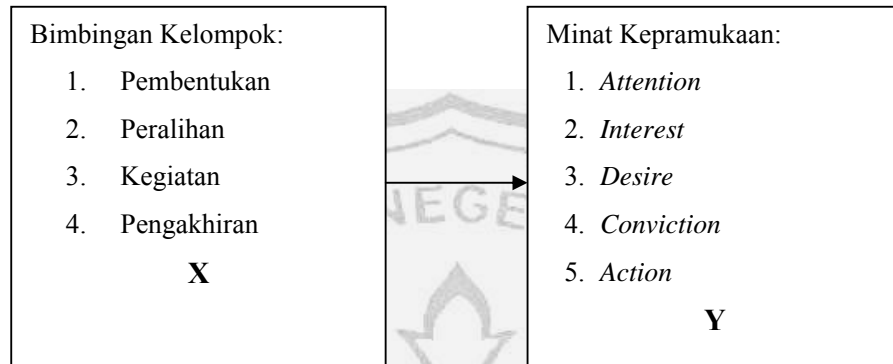 Bimbingan Kelompok:
1. Pembentukan
2. Peralihan
3. Kegiatan
4. Pengakhiran
X
Minat Kepramukaan:
1. Attention
2. Interest
3. Desire
4. Conviction
5. Action
Y
NEGE